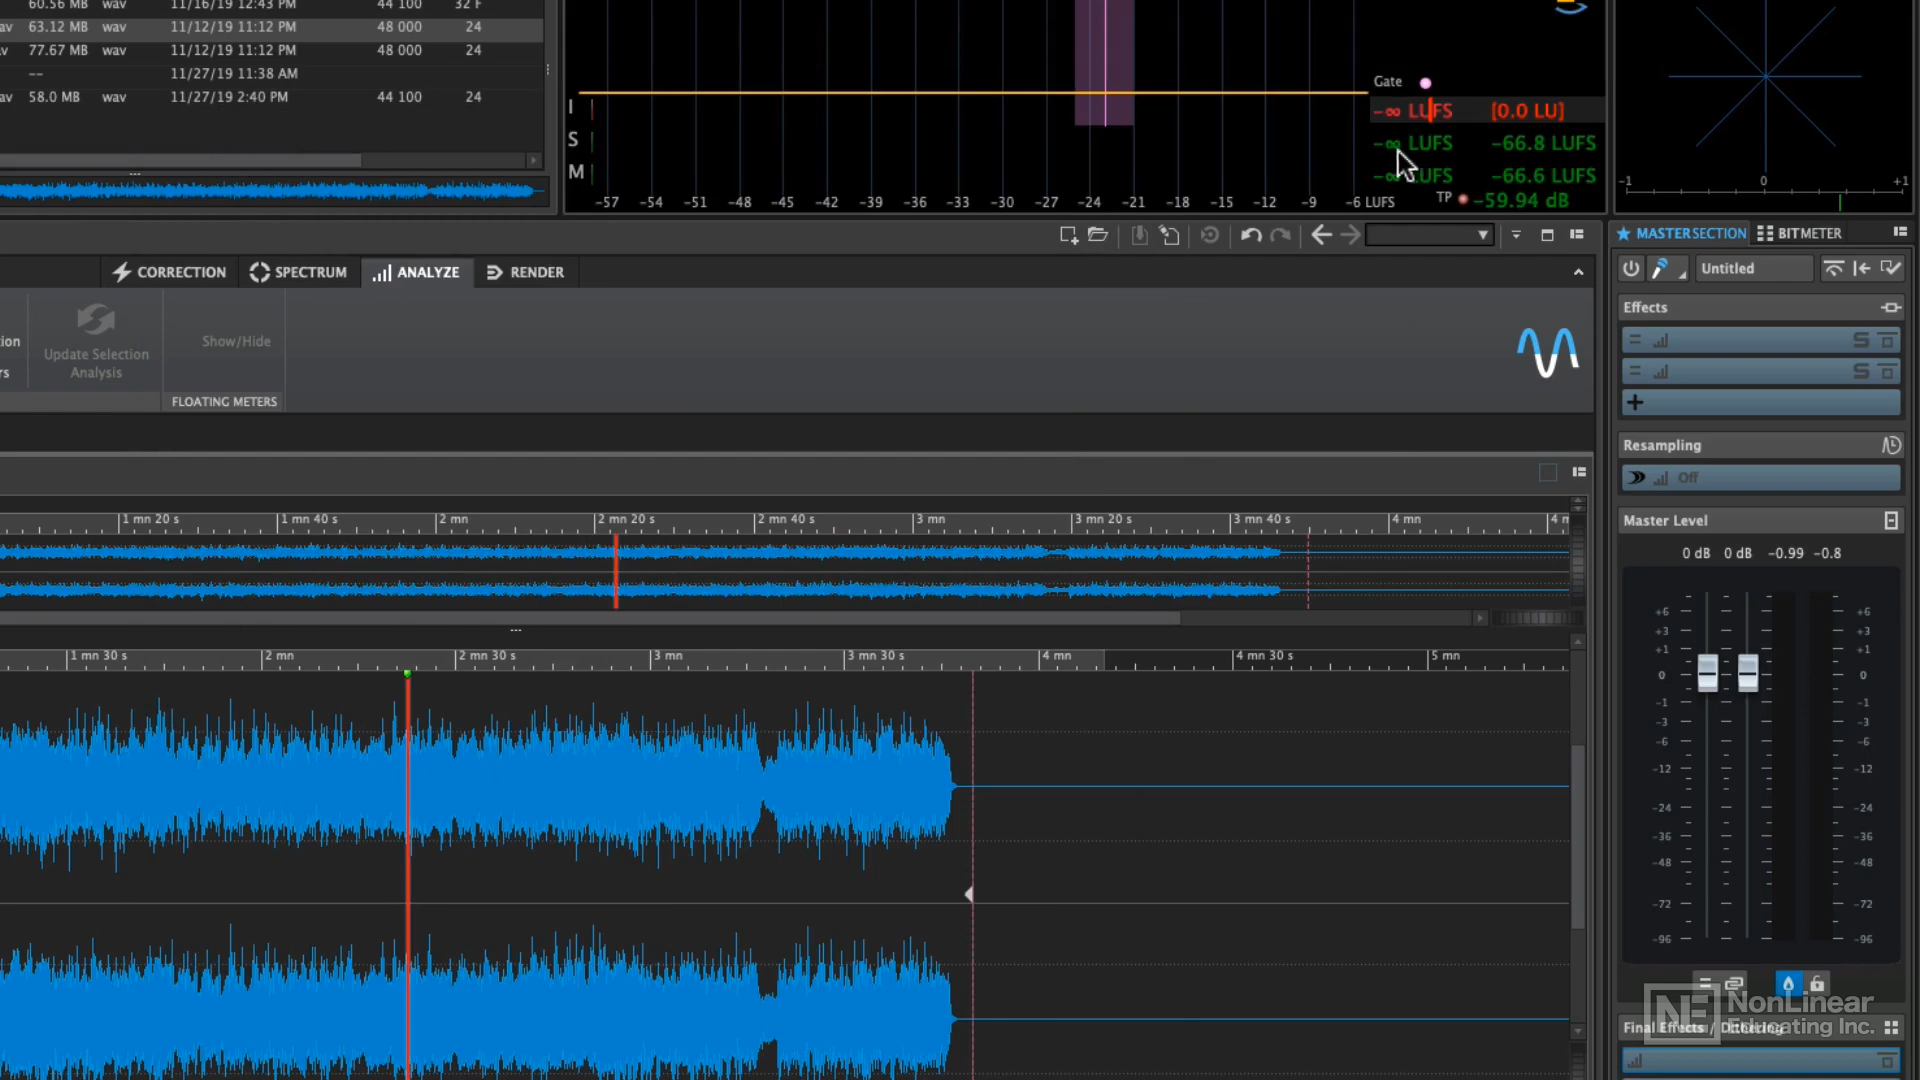 60.56 MB wav 11/16/19 12:43 PM 44 100 32 F
av 63.12 MB wav 11/12/19 11:12 PM 48 000 24
v 77.67 MB wav 11/12/19 11:12 PM 48 000 24
-- 11/27/19 11:38 AM
av 58.0 MB wav 11/27/19 2:40 PM 44 100 24
Gate
I -∞ LUFS [0.0 LU]
S -∞ LUFS -66.8 LUFS
M -∞ LUFS -66.6 LUFS
TP -59.94 dB
-57 -54 -51 -48 -45 -42 -39 -36 -33 -30 -27 -24 -21 -18 -15 -12 -9 -6 LUFS
-1 0 +1
MASTERSECTION BITMETER
CORRECTION SPECTRUM ANALYZE RENDER
Untitled
Effects
S
S
+
tion
rs
Update Selection
Analysis
Show/Hide
FLOATING METERS
Resampling
Off
1 mn 20 s 1 mn 40 s 2 mn 2 mn 20 s 2 mn 40 s 3 mn 3 mn 20 s 3 mn 40 s 4 mn 4 m
Master Level
0 dB 0 dB -0.99 -0.8
1 mn 30 s 2 mn 2 mn 30 s 3 mn 3 mn 30 s 4 mn 4 mn 30 s 5 mn
+6 +6
+3 +3
+1 +1
0 0
-1 -1
-3 -3
-6 -6
-12 -12
-24 -24
-36 -36
-48 -48
-72 -72
-96 -96
Final Effects / Dithering
NE NonLinear
Educating Inc.